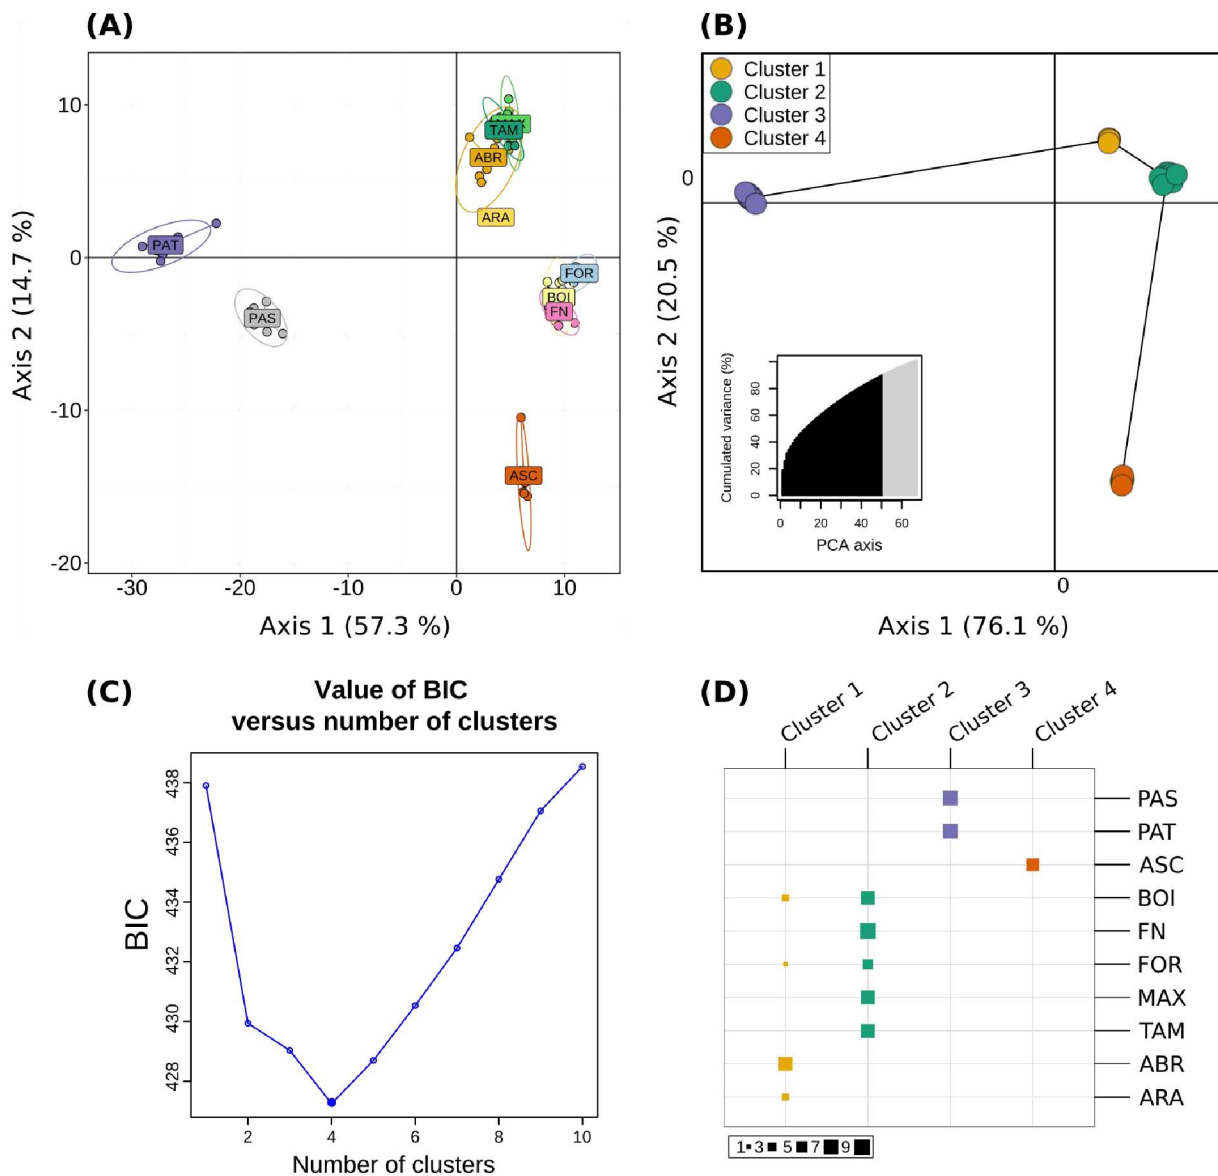 (A)
10
0
-10
-20
-30
-20
-10
0
10
Axis 2 (14.7 %)
Axis 1 (57.3 %)
TAM
ABR
ARA
PAT
PAS
FOR
BOI
FN
ASC
(B)
Cluster 1
Cluster 2
Cluster 3
Cluster 4
0
0
Axis 2 (20.5 %)
Axis 1 (76.1 %)
Cumulated variance (%)
80
60
40
20
0
0
20
40
60
PCA axis
(C)
Value of BIC
versus number of clusters
BIC
438
436
434
432
430
428
2
4
6
8
10
Number of clusters
(D)
Cluster 1
Cluster 2
Cluster 3
Cluster 4
PAS
PAT
ASC
BOI
FN
FOR
MAX
TAM
ABR
ARA
1 3 5 7 9